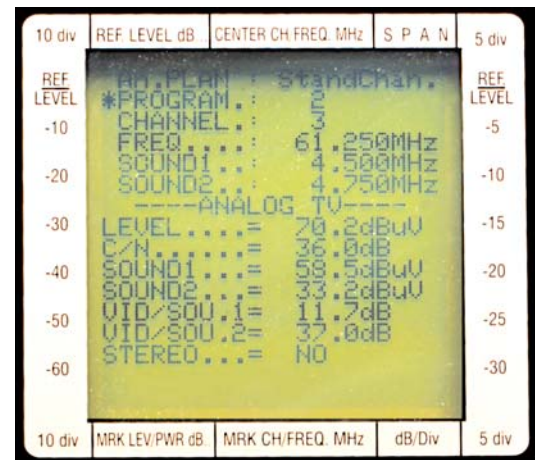 10 div REF. LEVEL dB CENTER CH FREQ. MHz S P A N 5 div
REF. LEVEL
-10
-20
-30
-40
-50
-60
An.PLAN : StandChan.
*PROGRAM.: 2
CHANNEL.: 3
FREQ....: 61.250MHz
SOUND1..: 4.500MHz
SOUND2..: 4.750MHz
----ANALOG TV----
LEVEL....= 70.2dBuV
C/N......= 36.0dB
SOUND1...= 58.5dBuV
SOUND2...= 33.2dBuV
VID/SOU.1= 11.7dB
VID/SOU.2= 37.0dB
STEREO...= NO
REF. LEVEL
-5
-10
-15
-20
-25
-30
10 div MRK LEV/PWR dB. MRK CH/FREQ. MHz dB/Div 5 div